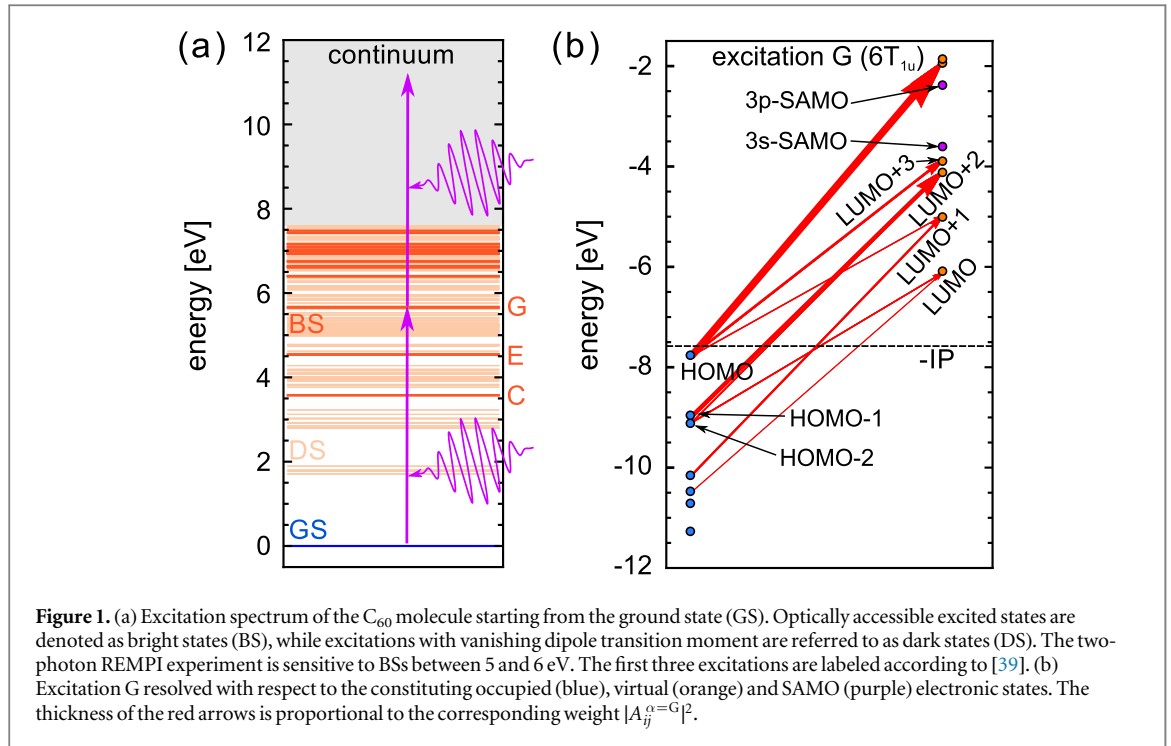 (a)
12
10
8
6
4
2
0
energy [eV]
continuum
G
BS
E
C
DS
GS
(b)
-2
-4
-6
-8
-10
-12
energy [eV]
excitation G (6T1u)
3p-SAMO
3s-SAMO
LUMO+3
LUMO+2
LUMO+1
LUMO
-IP
HOMO
HOMO-1
HOMO-2
Figure 1. (a) Excitation spectrum of the C60 molecule starting from the ground state (GS). Optically accessible excited states are
denoted as bright states (BS), while excitations with vanishing dipole transition moment are referred to as dark states (DS). The two-
photon REMPI experiment is sensitive to BSs between 5 and 6 eV. The first three excitations are labeled according to [39]. (b)
Excitation G resolved with respect to the constituting occupied (blue), virtual (orange) and SAMO (purple) electronic states. The
thickness of the red arrows is proportional to the corresponding weight |A_{ij}^{α=G}|².